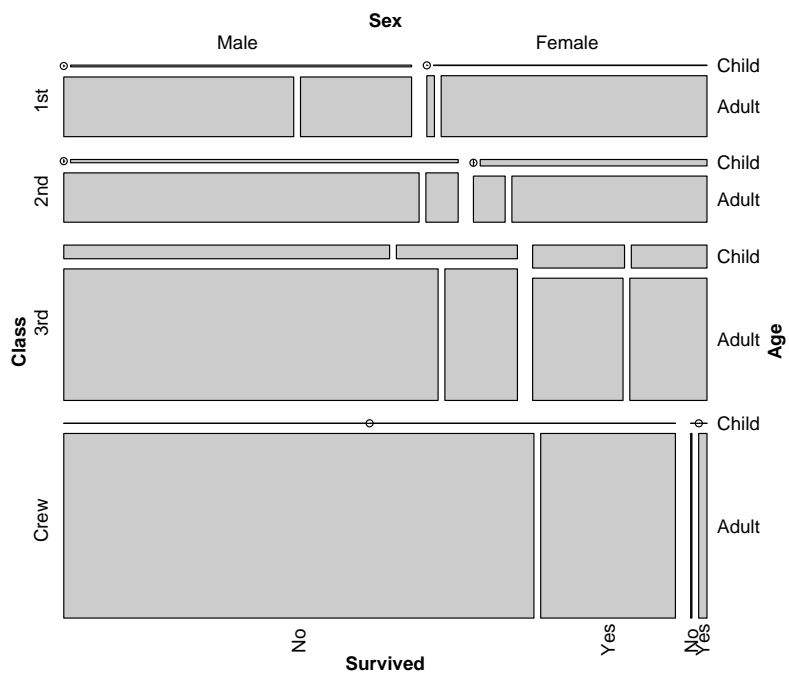 Sex
Male Female
Child
1st
Adult
Child
2nd
Adult
Child
Class
3rd
Adult
Age
Child
Crew
Adult
No Yes No Yes
Survived